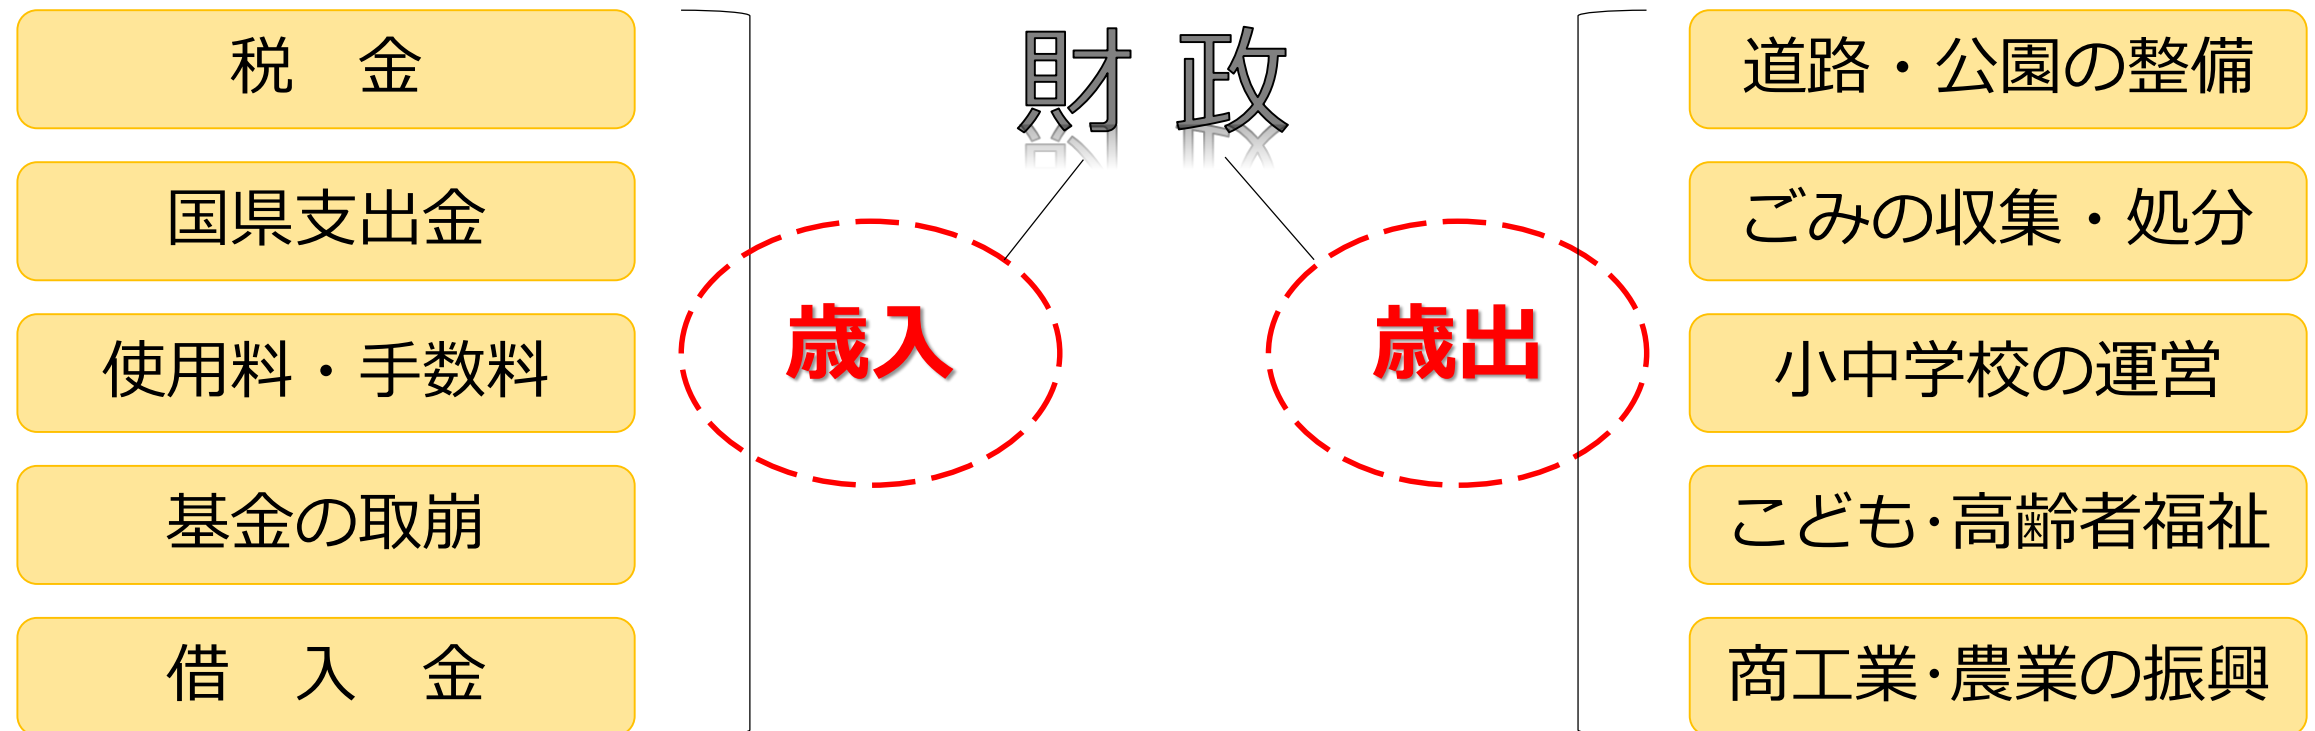 税　金
国県支出金
使用料・手数料
基金の取崩
借　入　金
財 政
歳入
歳出
道路・公園の整備
ごみの収集・処分
小中学校の運営
こども･高齢者福祉
商工業･農業の振興